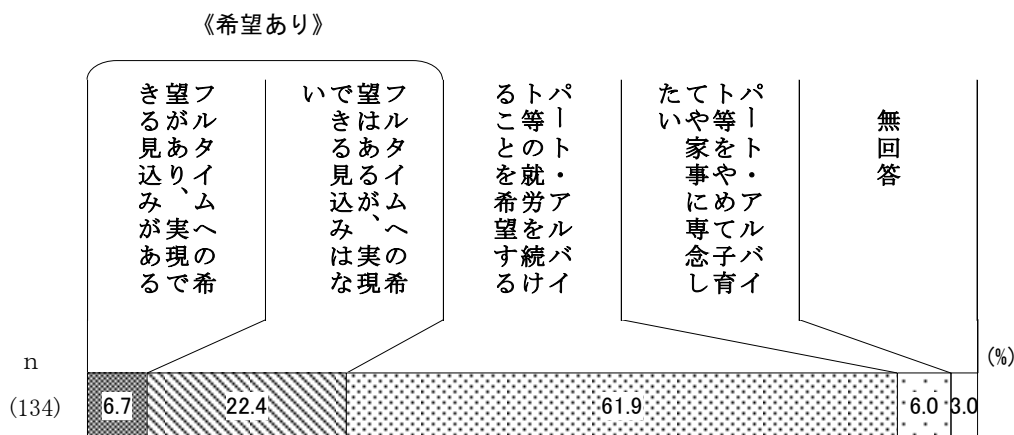 《希望あり》
フルタイムへの希
望があり、実現で
きる見込みがある
フルタイムへの希
望はあるが、実現
できる見込みはな
い
パート・アルバイ
ト等の就労を続け
ることを希望する
パート・アルバイ
ト等をやめて子育
てや家事に専念し
たい
無回答
n
(%)
(134)
6.7
22.4
61.9
6.0
3.0